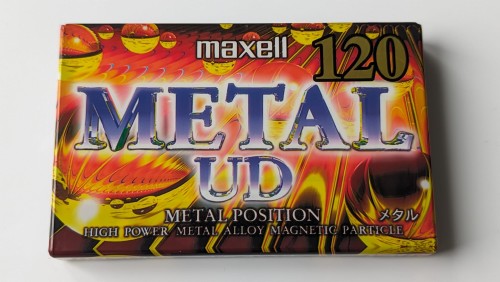 maxell 120
METAL
UD
METAL POSITION メタル
HIGH POWER METAL ALLOY MAGNETIC PARTICLE